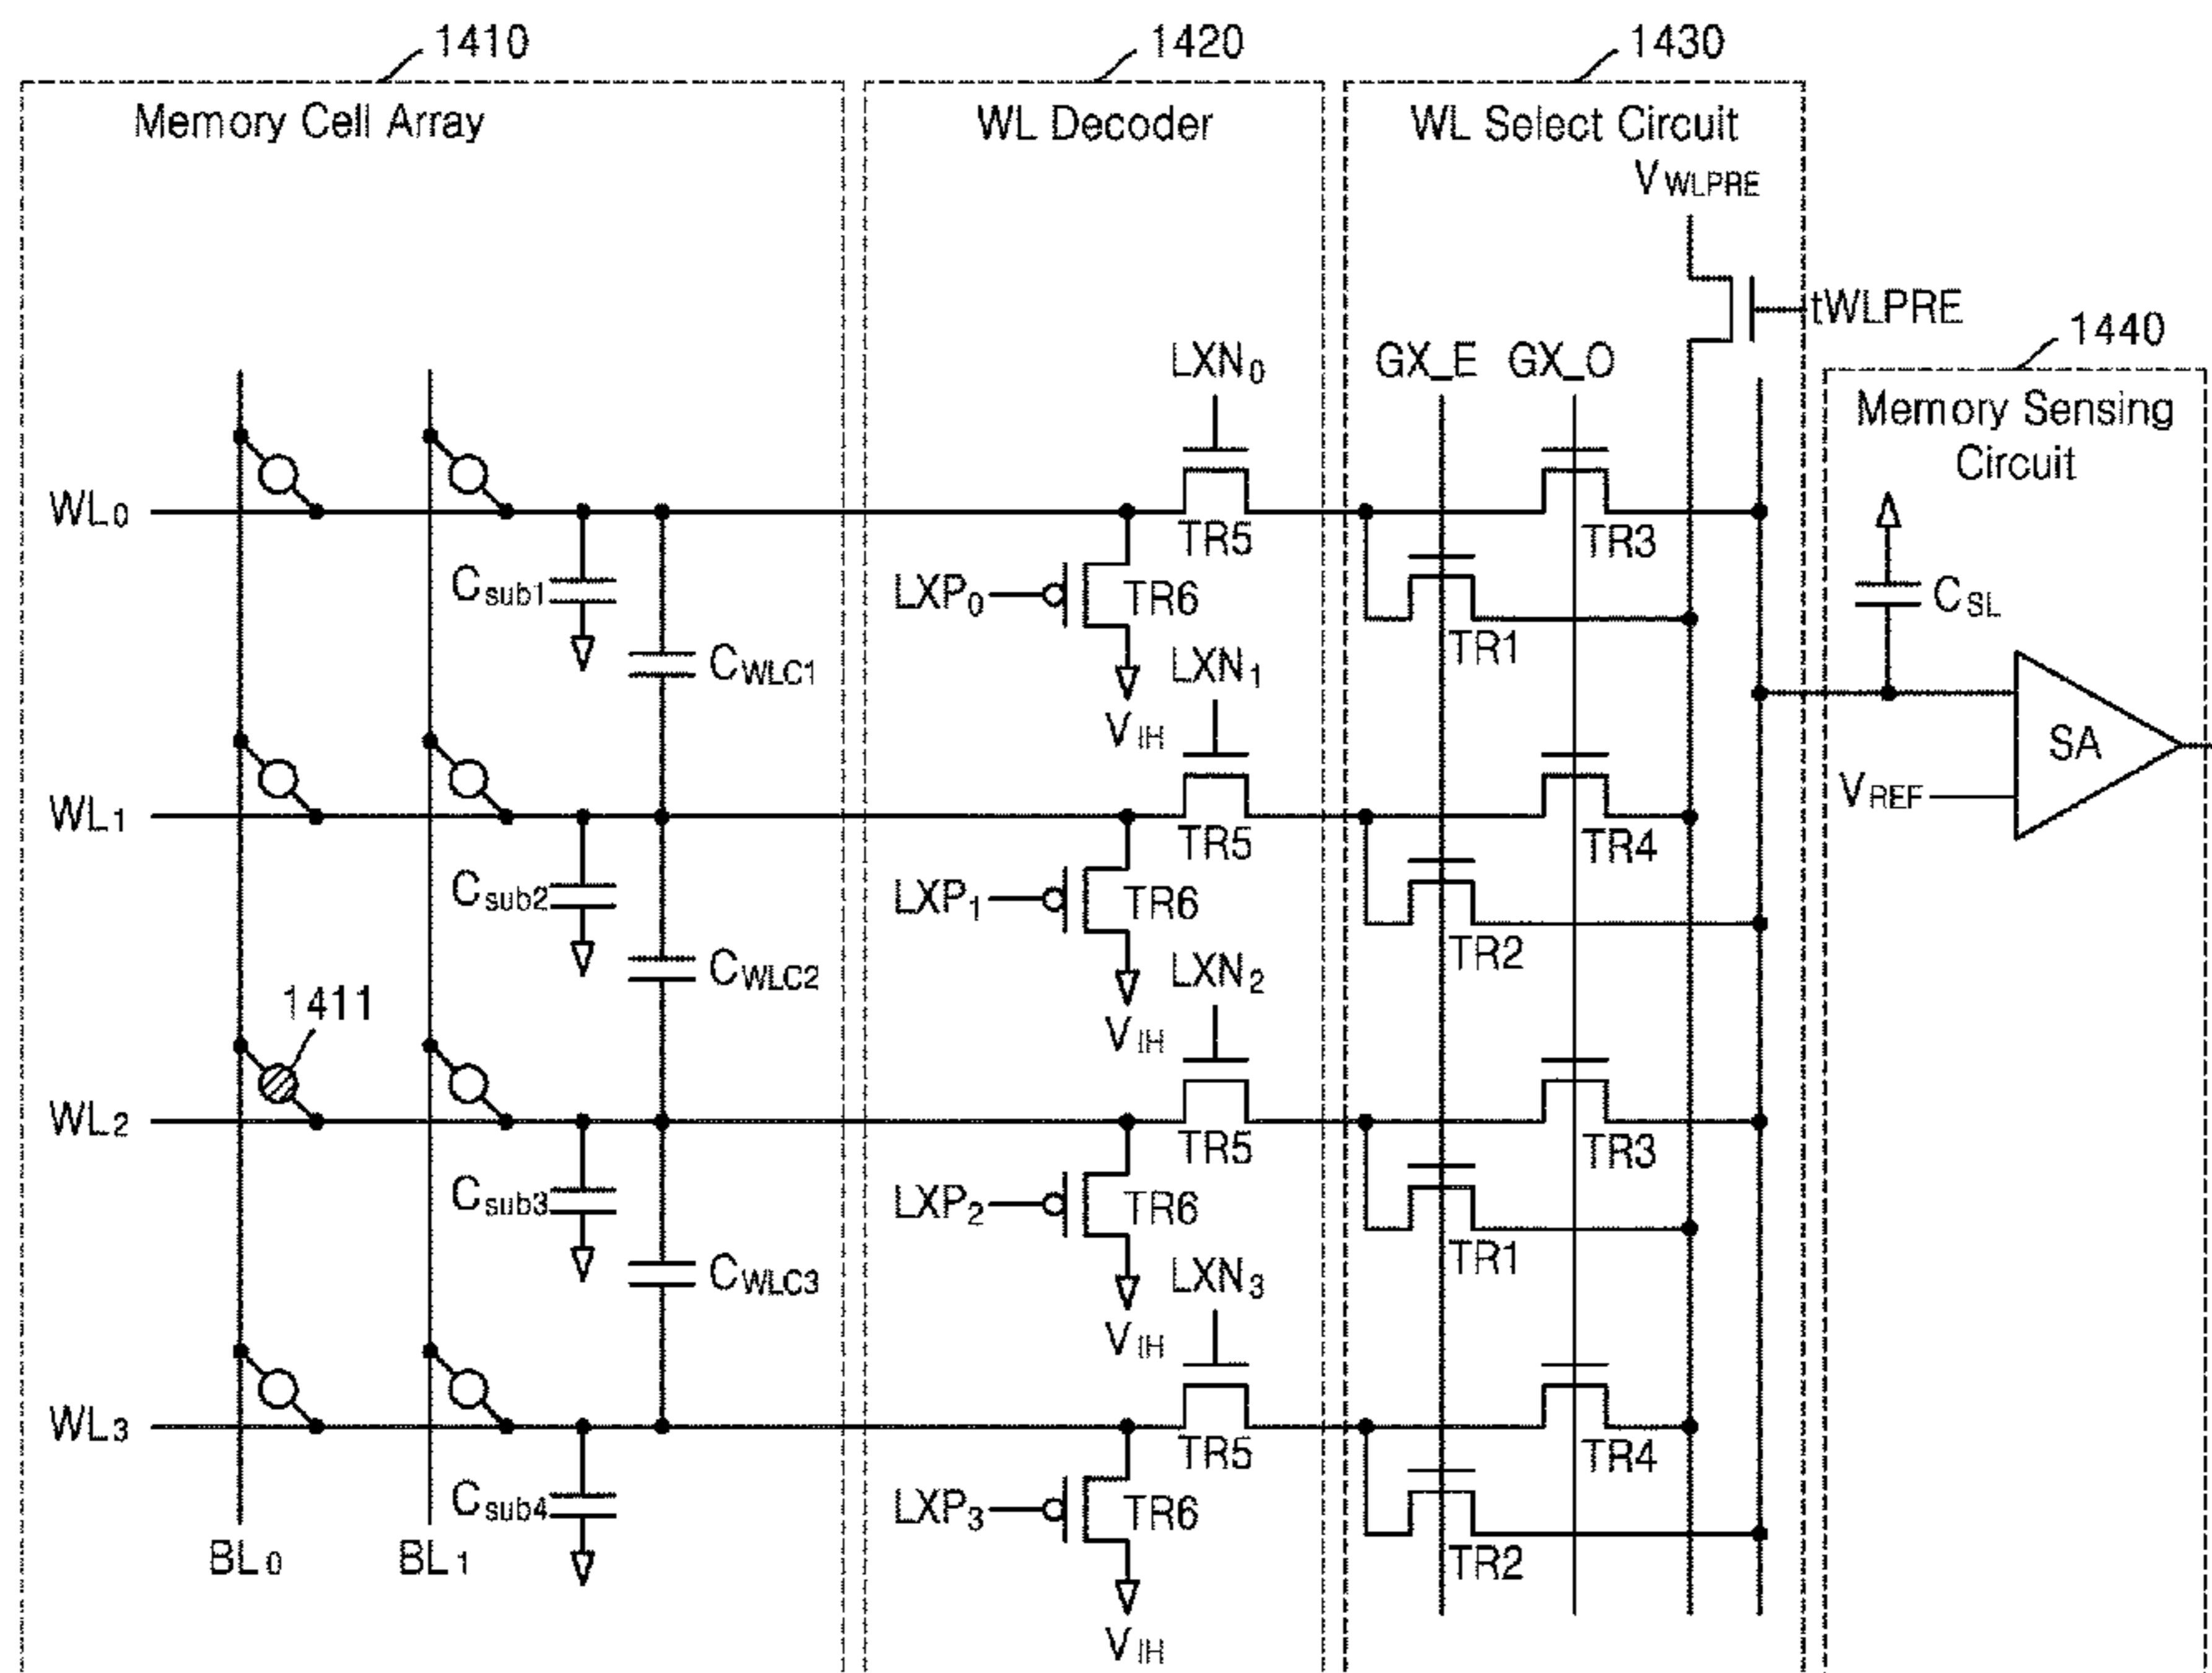 1410
1420
1430
Memory Cell Array
WL Decoder
WL Select Circuit
VWLPRE
tWLPRE
1440
Memory Sensing
Circuit
LXN0
GX_E
GX_O
WL0
TR5
TR3
Csub1
LXP0
TR6
CSL
CWLC1
LXN1
TR1
VIH
SA
WL1
TR5
TR4
VREF
Csub2
LXP1
TR6
CWLC2
LXN2
TR2
1411
VIH
WL2
TR5
TR3
Csub3
LXP2
TR6
CWLC3
LXN3
TR1
VIH
WL3
TR5
TR4
Csub4
LXP3
TR6
BL0
BL1
TR2
VIH